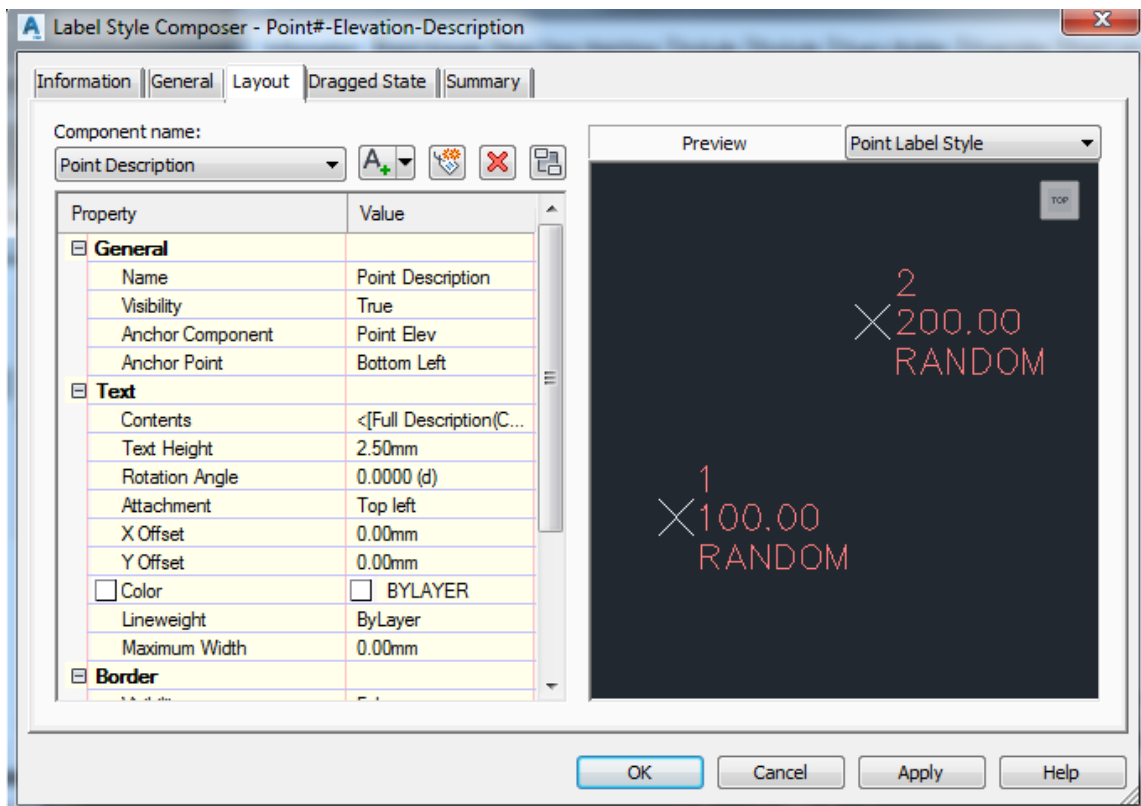 Label Style Composer - Point#-Elevation-Description
Information General Layout Dragged State Summary
Component name:
Point Description
Preview Point Label Style
Property Value
General
Name Point Description
Visibility True
Anchor Component Point Elev
Anchor Point Bottom Left
Text
Contents <[Full Description(C...
Text Height 2.50mm
Rotation Angle 0.0000 (d)
Attachment Top left
X Offset 0.00mm
Y Offset 0.00mm
Color BYLAYER
Lineweight ByLayer
Maximum Width 0.00mm
Border
TOP
2
200.00
RANDOM
1
100.00
RANDOM
OK Cancel Apply Help